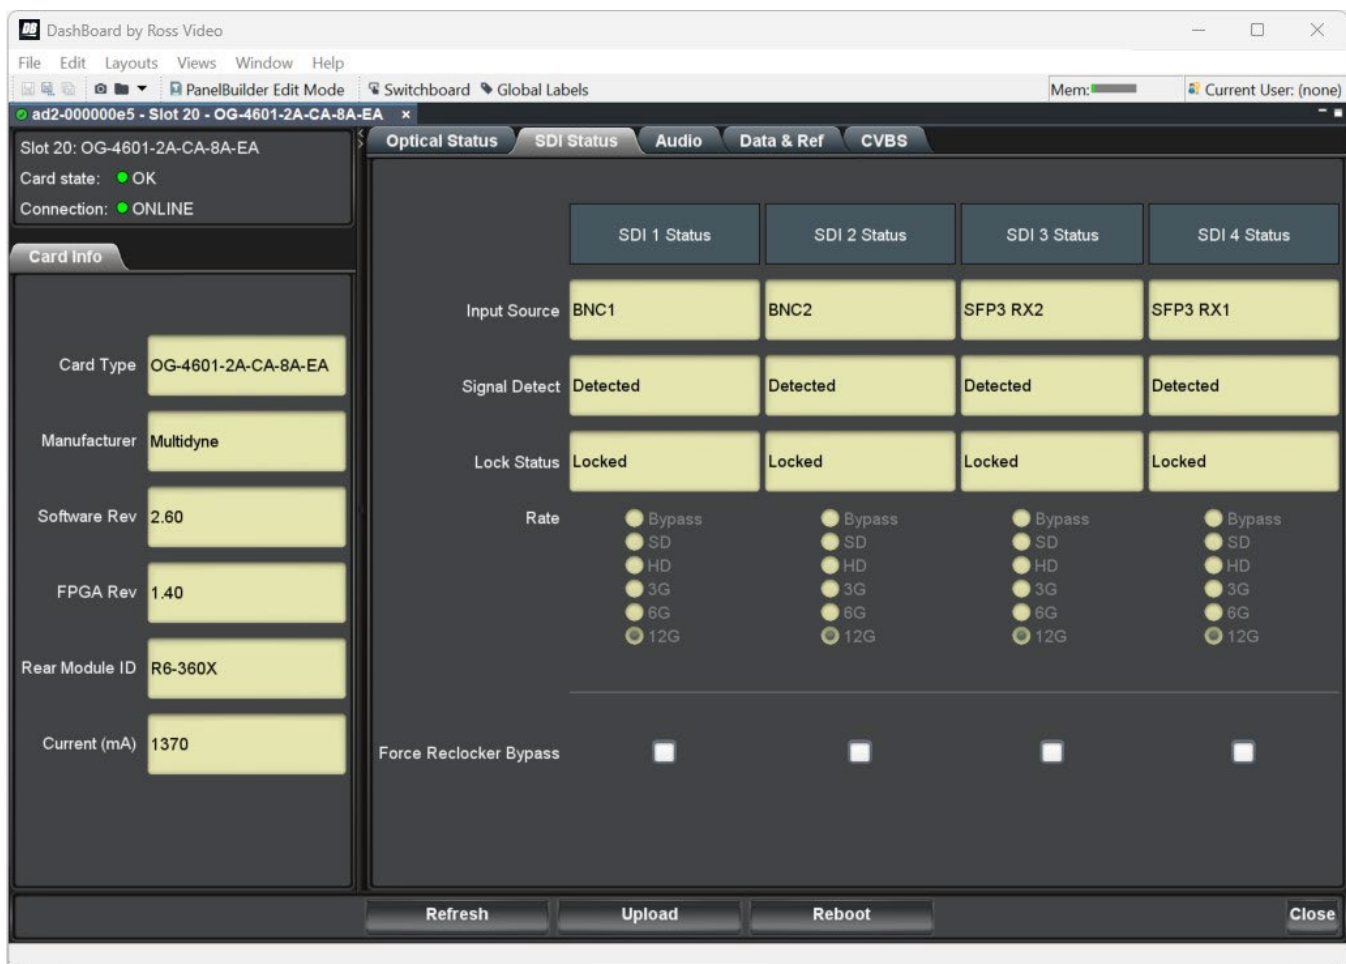 DB DashBoard by Ross Video
File Edit Layouts Views Window Help
PanelBuilder Edit Mode Switchboard Global Labels Mem: Current User: (none)
ad2-000000e5 - Slot 20 - OG-4601-2A-CA-8A-EA ×
Slot 20: OG-4601-2A-CA-8A-EA
Card state: OK
Connection: ONLINE
Card Info
Card Type OG-4601-2A-CA-8A-EA
Manufacturer Multidyne
Software Rev 2.60
FPGA Rev 1.40
Rear Module ID R6-360X
Current (mA) 1370
Optical Status SDI Status Audio Data & Ref CVBS
SDI 1 Status SDI 2 Status SDI 3 Status SDI 4 Status
Input Source BNC1 BNC2 SFP3 RX2 SFP3 RX1
Signal Detect Detected Detected Detected Detected
Lock Status Locked Locked Locked Locked
Rate Bypass Bypass Bypass Bypass
SD SD SD SD
HD HD HD HD
3G 3G 3G 3G
6G 6G 6G 6G
12G 12G 12G 12G
Force Reclocker Bypass
Refresh Upload Reboot Close